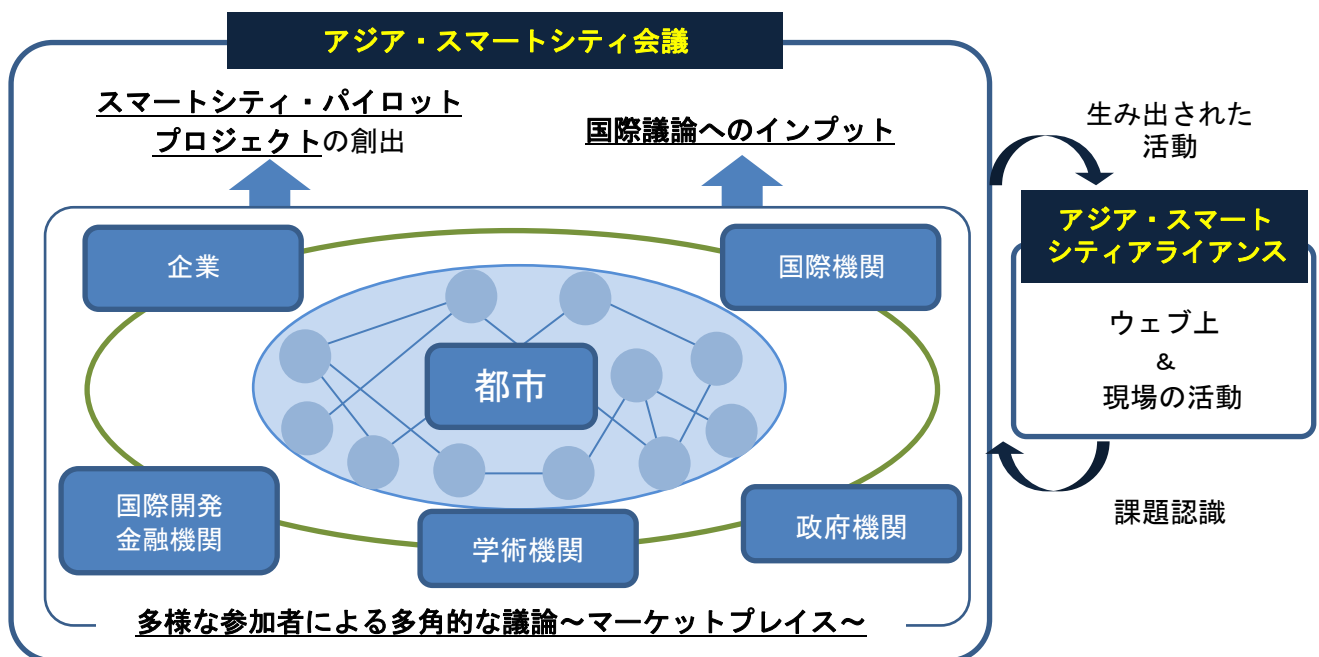 アジア・スマートシティ会議
スマートシティ・パイロット
プロジェクトの創出
国際議論へのインプット
生み出された
活動
アジア・スマート
シティアライアンス
ウェブ上
&
現場の活動
課題認識
企業
国際機関
都市
国際開発
金融機関
学術機関
政府機関
多様な参加者による多角的な議論～マーケットプレイス～